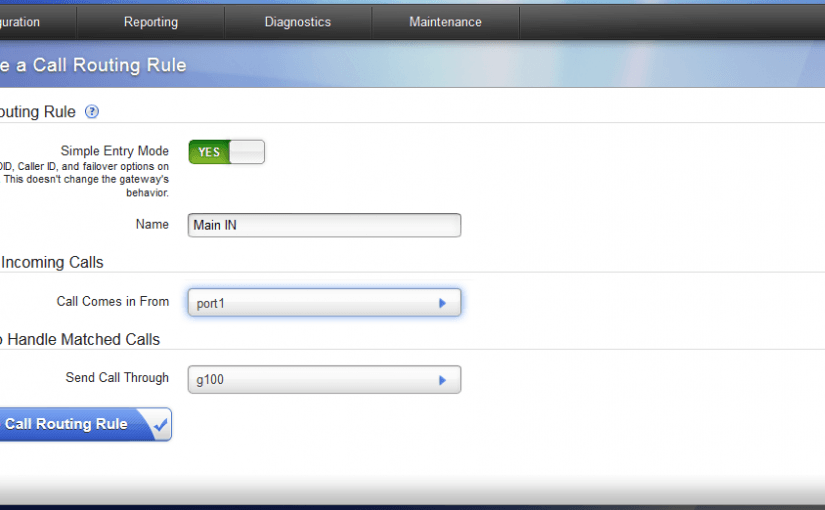 uration Reporting Diagnostics Maintenance
e a Call Routing Rule
outing Rule ?
Simple Entry Mode YES
DID, Caller ID, and failover options on
This doesn't change the gateway's
behavior.
Name Main IN
Incoming Calls
Call Comes in From port1
o Handle Matched Calls
Send Call Through g100
Call Routing Rule